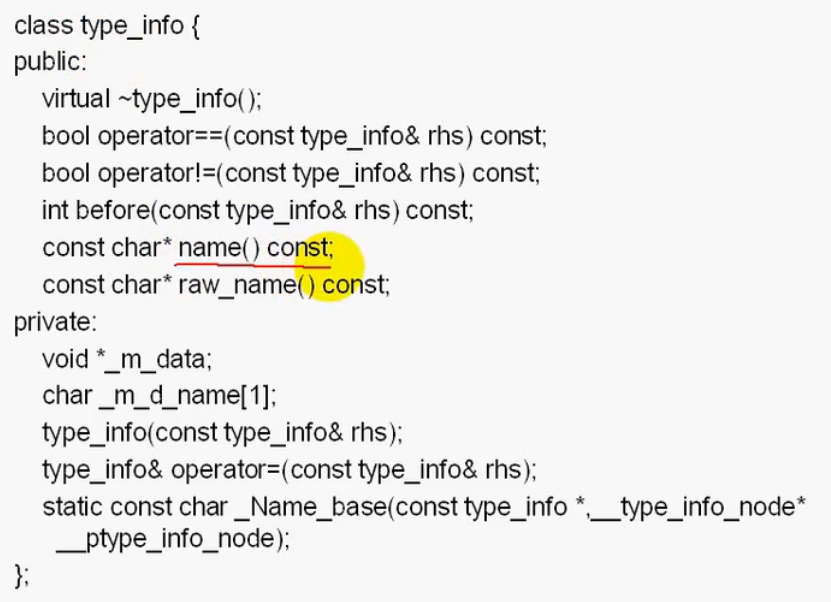 class type_info {
public:
virtual ~type_info();
bool operator==(const type_info& rhs) const;
bool operator!=(const type_info& rhs) const;
int before(const type_info& rhs) const;
const char* name() const;
const char* raw_name() const;
private:
void *_m_data;
char _m_d_name[1];
type_info(const type_info& rhs);
type_info& operator=(const type_info& rhs);
static const char _Name_base(const type_info *,__type_info_node*
__ptype_info_node);
};